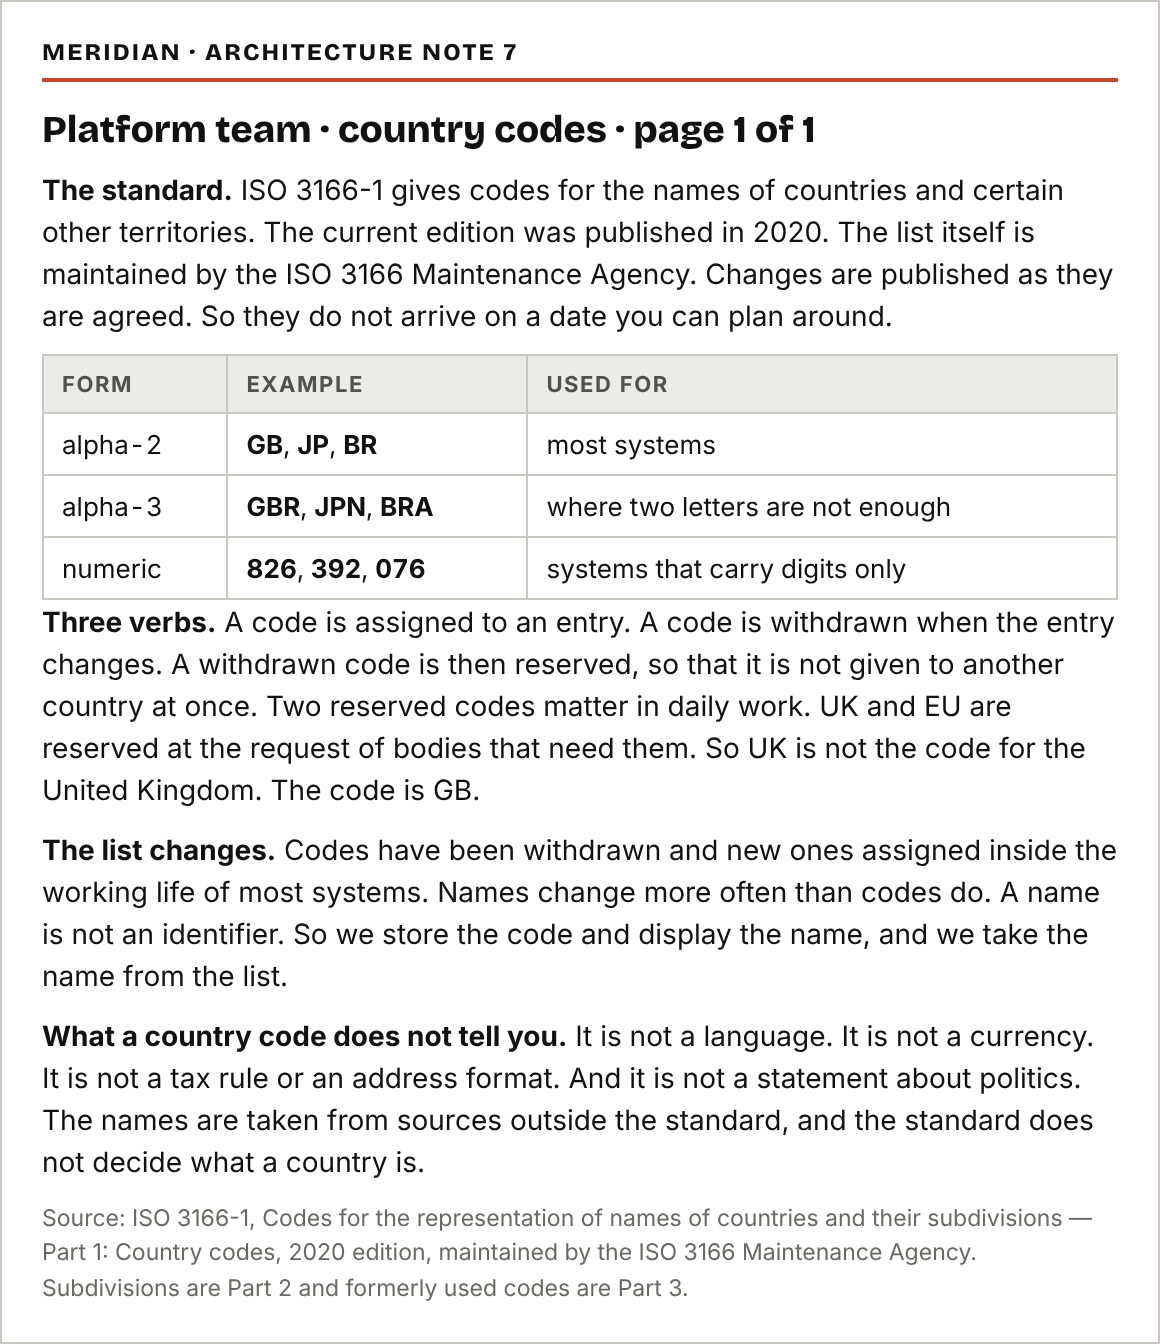 MERIDIAN · ARCHITECTURE NOTE 7
Platform team · country codes · page 1 of 1
The standard. ISO 3166-1 gives codes for the names of countries and certain
other territories. The current edition was published in 2020. The list itself is
maintained by the ISO 3166 Maintenance Agency. Changes are published as they
are agreed. So they do not arrive on a date you can plan around.
FORM EXAMPLE USED FOR
alpha-2 GB, JP, BR most systems
alpha-3 GBR, JPN, BRA where two letters are not enough
numeric 826, 392, 076 systems that carry digits only
Three verbs. A code is assigned to an entry. A code is withdrawn when the entry
changes. A withdrawn code is then reserved, so that it is not given to another
country at once. Two reserved codes matter in daily work. UK and EU are
reserved at the request of bodies that need them. So UK is not the code for the
United Kingdom. The code is GB.
The list changes. Codes have been withdrawn and new ones assigned inside the
working life of most systems. Names change more often than codes do. A name
is not an identifier. So we store the code and display the name, and we take the
name from the list.
What a country code does not tell you. It is not a language. It is not a currency.
It is not a tax rule or an address format. And it is not a statement about politics.
The names are taken from sources outside the standard, and the standard does
not decide what a country is.
Source: ISO 3166-1, Codes for the representation of names of countries and their subdivisions —
Part 1: Country codes, 2020 edition, maintained by the ISO 3166 Maintenance Agency.
Subdivisions are Part 2 and formerly used codes are Part 3.